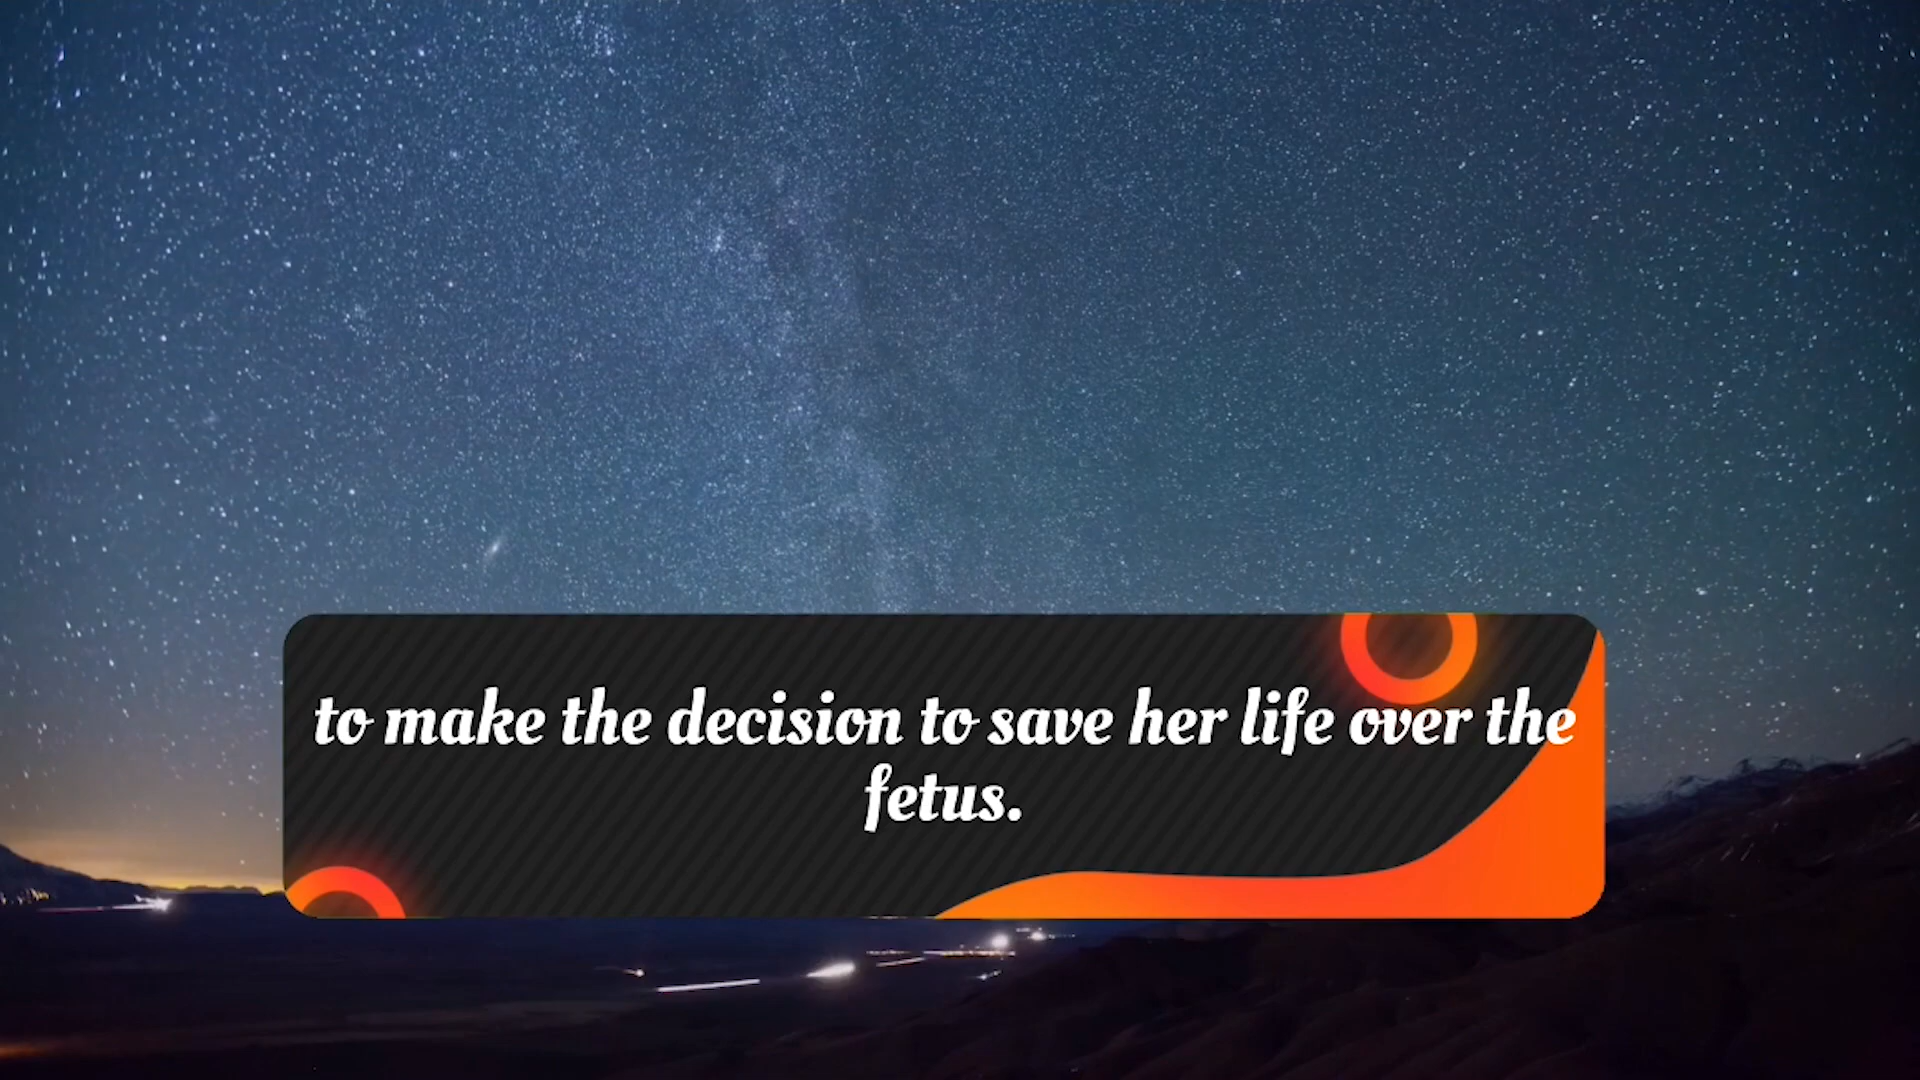 to make the decision to save her life over the
fetus.